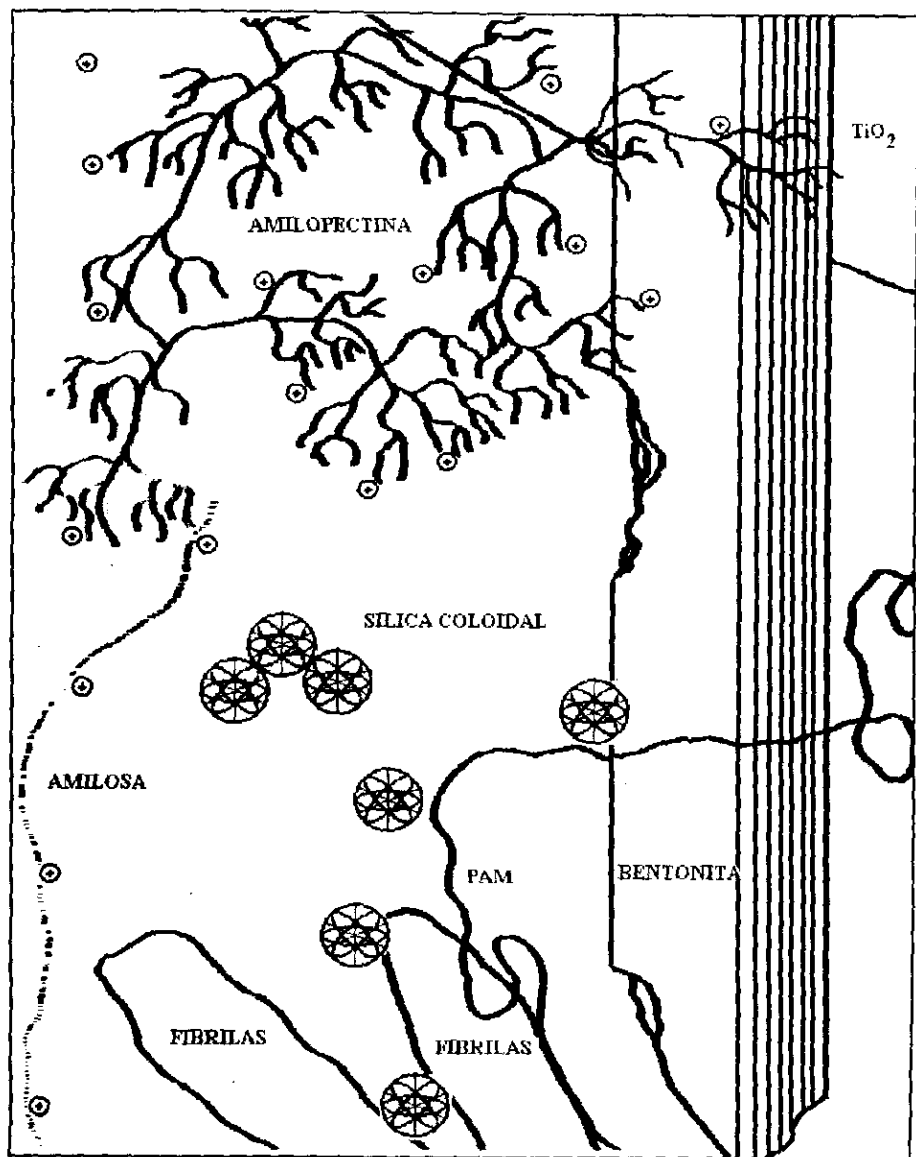 TiO2
AMILOPECTINA
SILICA COLOIDAL
AMILOSA
PAM
BENTONITA
FIBRILAS
FIBRILAS